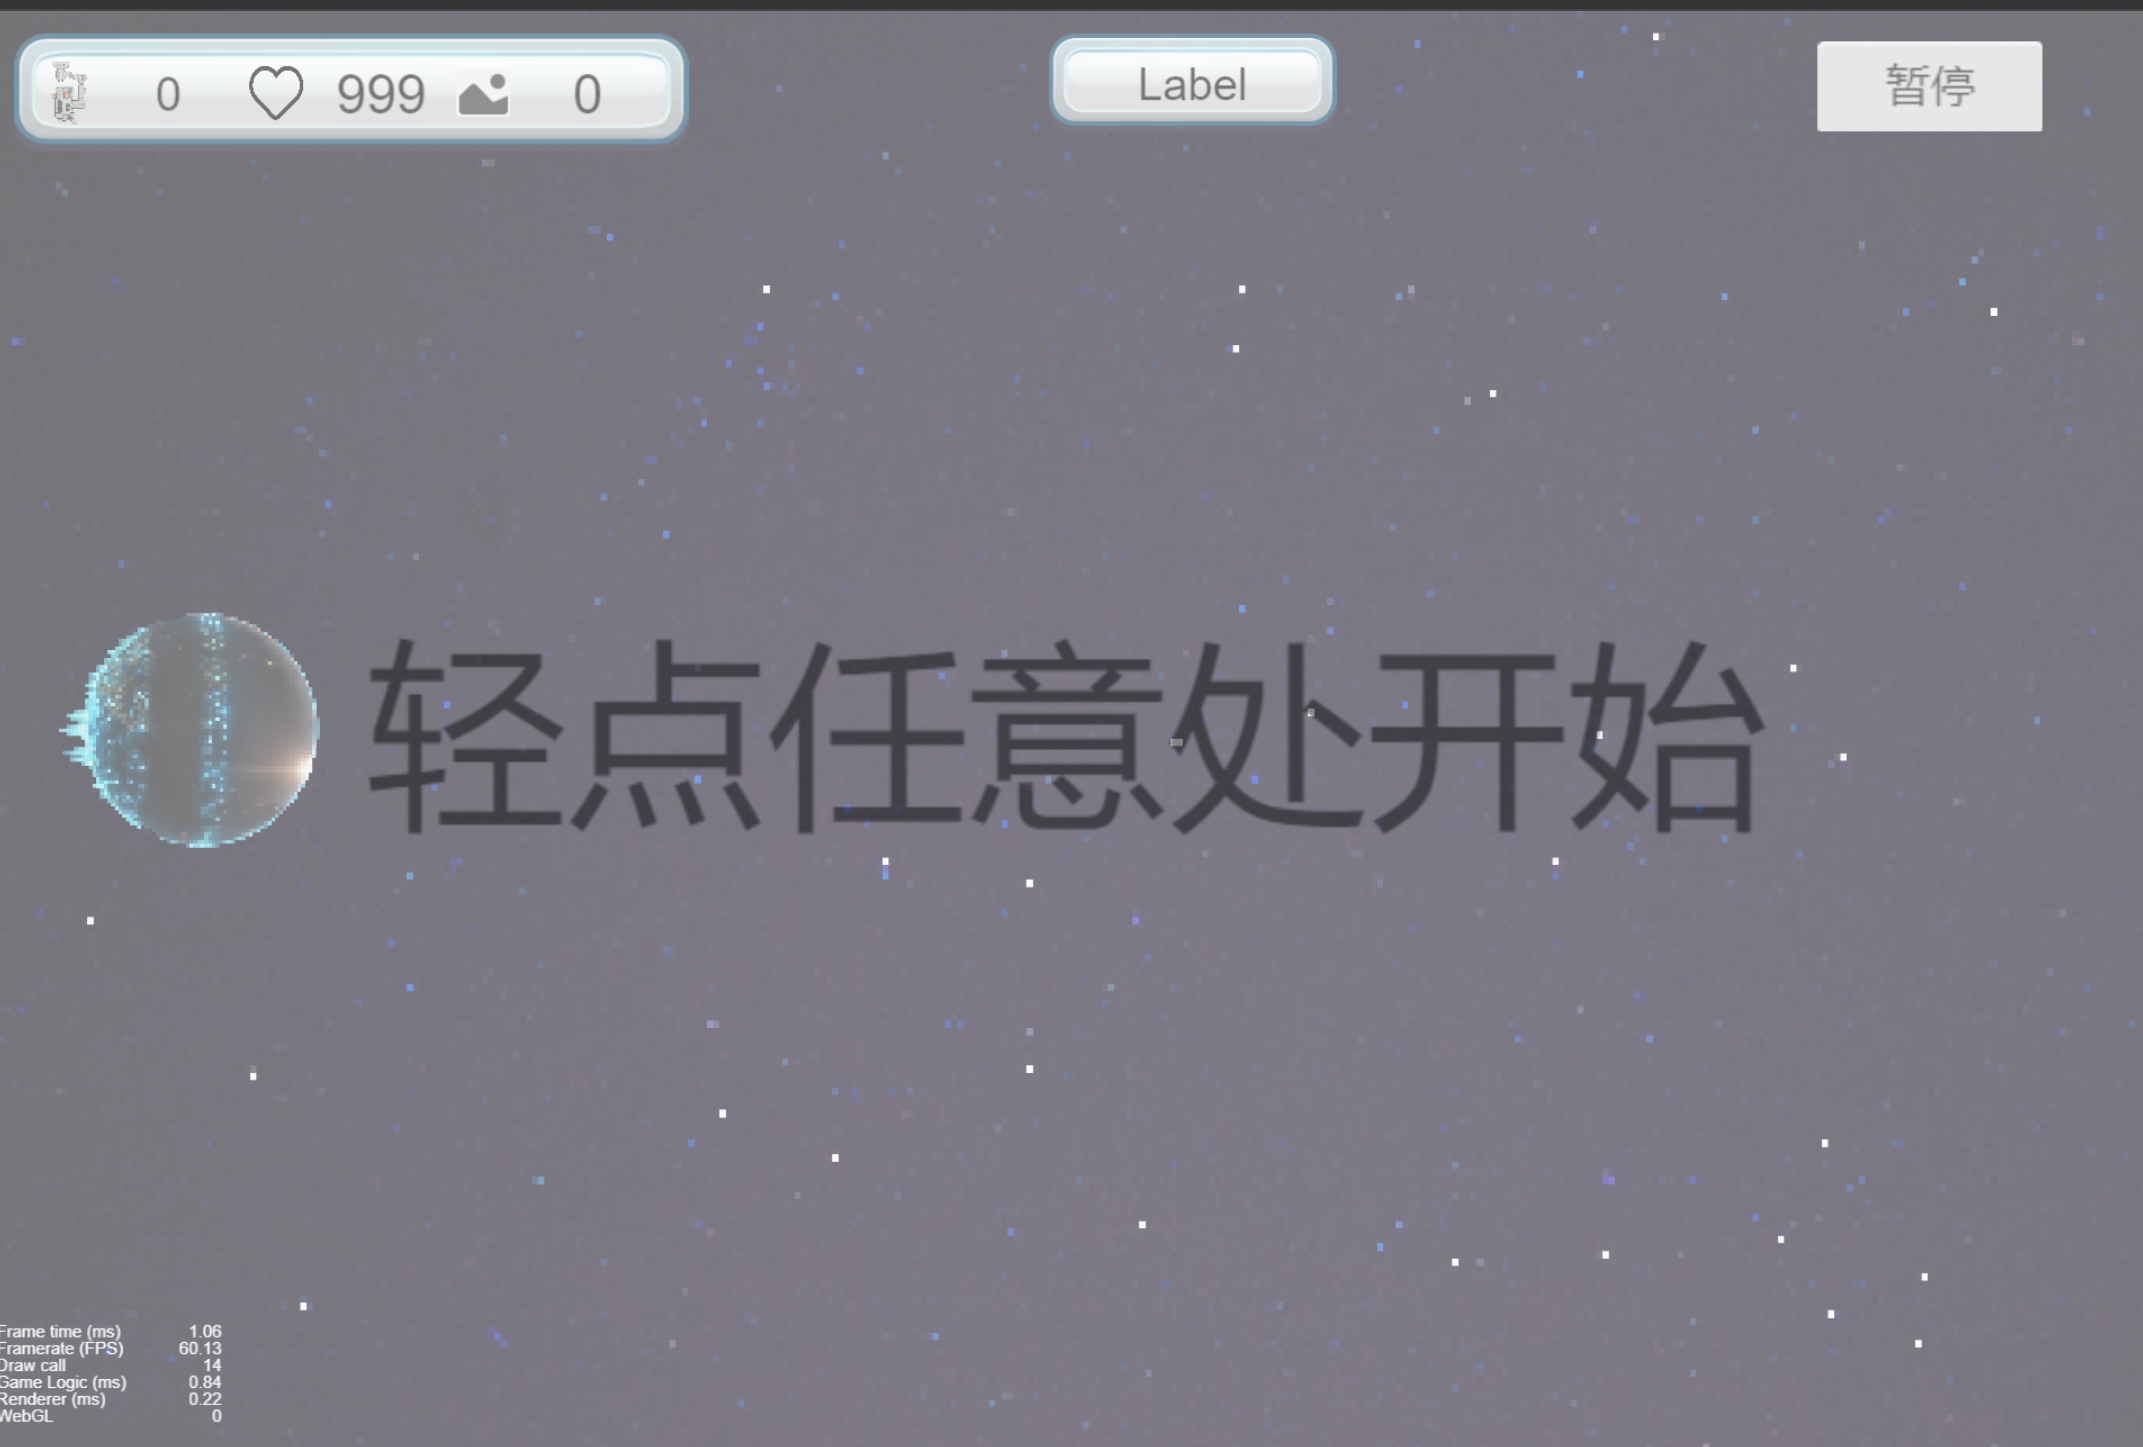 0 999 0
Label
暂停
轻点任意处开始
Frame time (ms) 1.06
Framerate (FPS) 60.13
Draw call 14
Game Logic (ms) 0.84
Renderer (ms) 0.22
WebGL 0